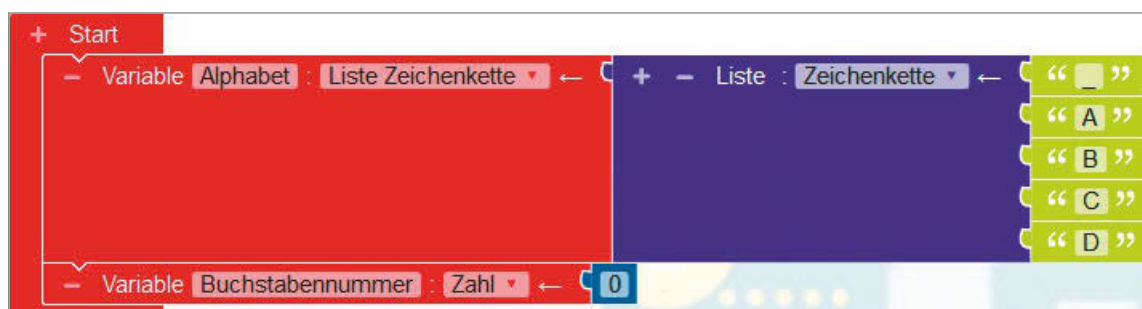 + Start
− Variable Alphabet : Liste Zeichenkette ▾ ← + − Liste : Zeichenkette ▾ ← “ _ ”
“ A ”
“ B ”
“ C ”
“ D ”
− Variable Buchstabennummer : Zahl ▾ ← 0